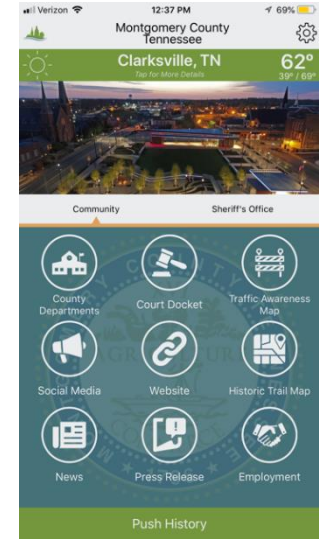 Verizon 12:37 PM 69%
Montgomery County
Tennessee
Clarksville, TN
Tap for More Details
62°
39° / 69°
Community Sheriff's Office
County
Departments
Court Docket
Traffic Awareness
Map
Social Media
Website
Historic Trail Map
News
Press Release
Employment
Push History